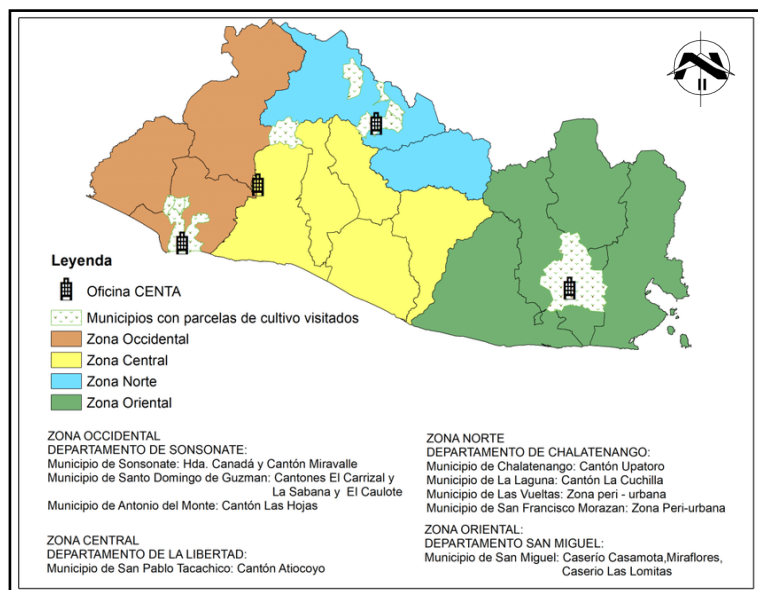 Leyenda
Oficina CENTA
Municipios con parcelas de cultivo visitados
Zona Occidental
Zona Central
Zona Norte
Zona Oriental
ZONA OCCIDENTAL
DEPARTAMENTO DE SONSONATE:
Municipio de Sonsonate: Hda. Canadá y Cantón Miravalle
Municipio de Santo Domingo de Guzman: Cantones El Carrizal y
La Sabana y El Caulote
Municipio de Antonio del Monte: Cantón Las Hojas
ZONA CENTRAL
DEPARTAMENTO DE LA LIBERTAD:
Municipio de San Pablo Tacachico: Cantón Atiocoyo
ZONA NORTE
DEPARTAMENTO DE CHALATENANGO:
Municipio de Chalatenango: Cantón Upatoro
Municipio de La Laguna: Cantón La Cuchilla
Municipio de Las Vueltas: Zona peri - urbana
Municipio de San Francisco Morazan: Zona Peri-urbana
ZONA ORIENTAL:
DEPARTAMENTO SAN MIGUEL:
Municipio de San Miguel: Caserío Casamota,Miraflores,
Caserio Las Lomitas